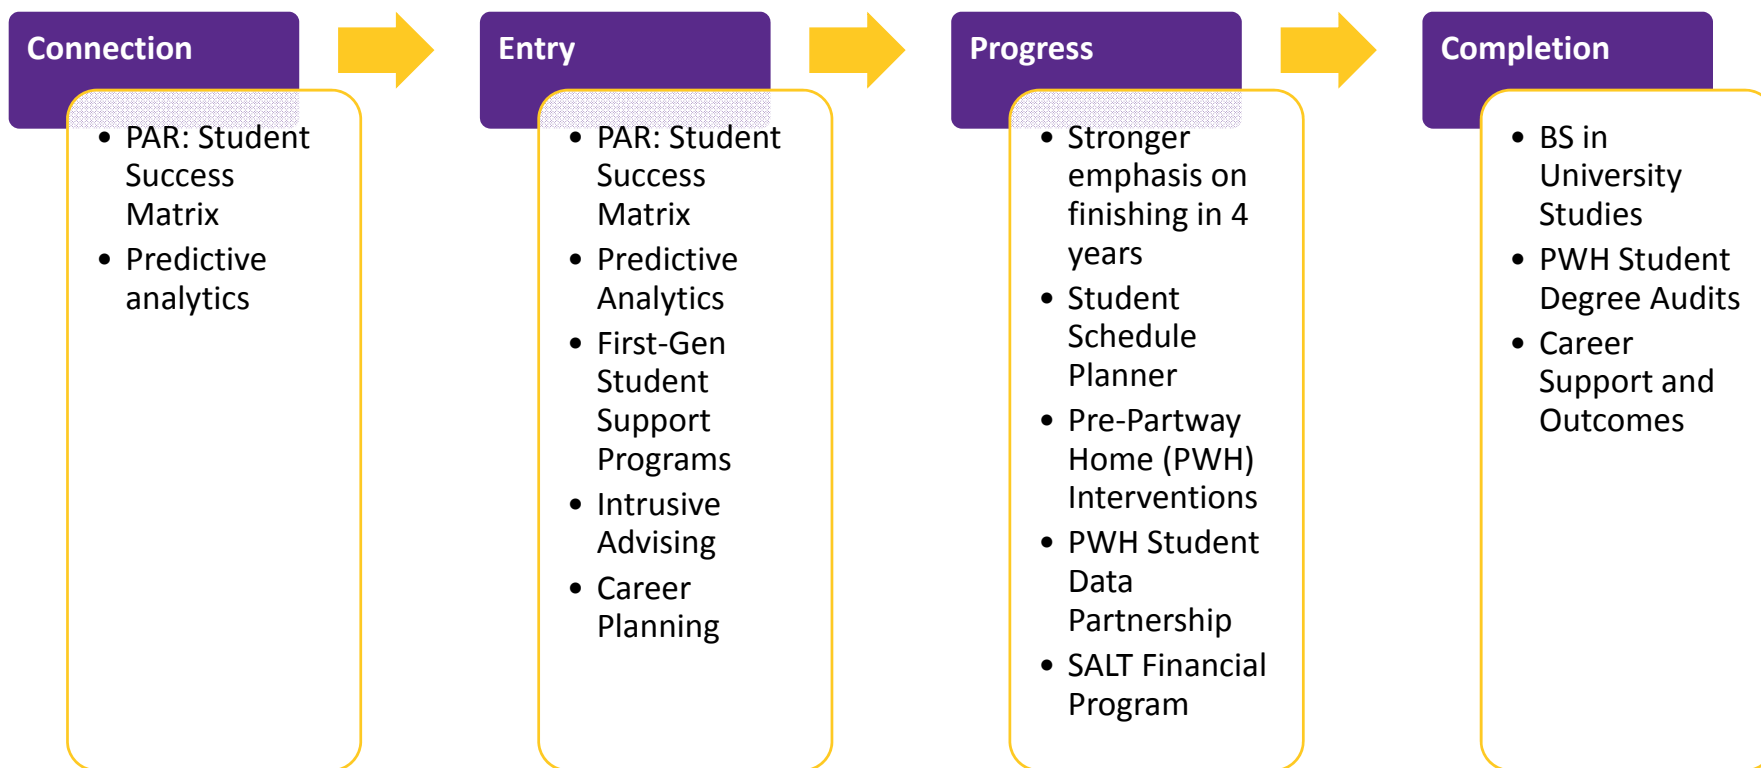 Connection
• PAR: Student
Success
Matrix
• Predictive
analytics
Entry
• PAR: Student
Success
Matrix
• Predictive
Analytics
• First-Gen
Student
Support
Programs
• Intrusive
Advising
• Career
Planning
Progress
• Stronger
emphasis on
finishing in 4
years
• Student
Schedule
Planner
• Pre-Partway
Home (PWH)
Interventions
• PWH Student
Data
Partnership
• SALT Financial
Program
Completion
• BS in
University
Studies
• PWH Student
Degree Audits
• Career
Support and
Outcomes